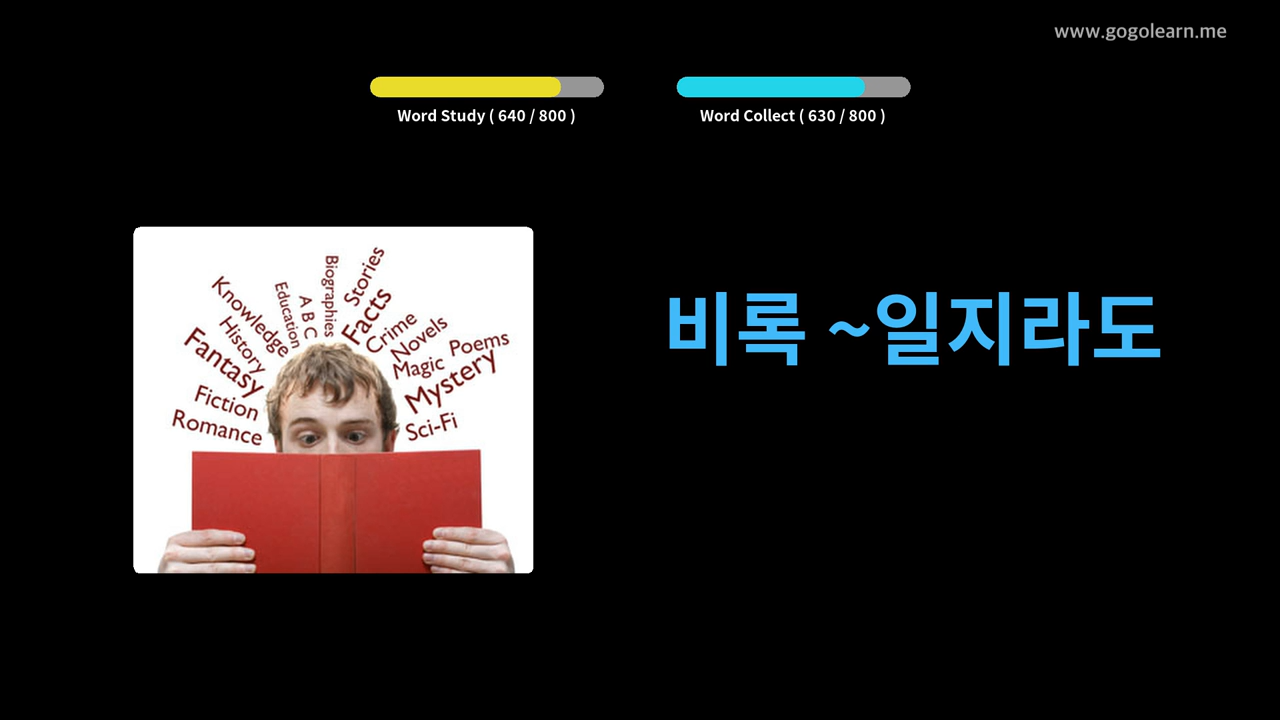 www.gogolearn.me
Word Study ( 640 / 800 )
Word Collect ( 630 / 800 )
비록 ~일지라도
Knowledge
History
Fantasy
Fiction
Romance
Education
A B C
Biographies
Stories
Facts
Crime
Novels
Magic
Poems
Mystery
Sci-Fi